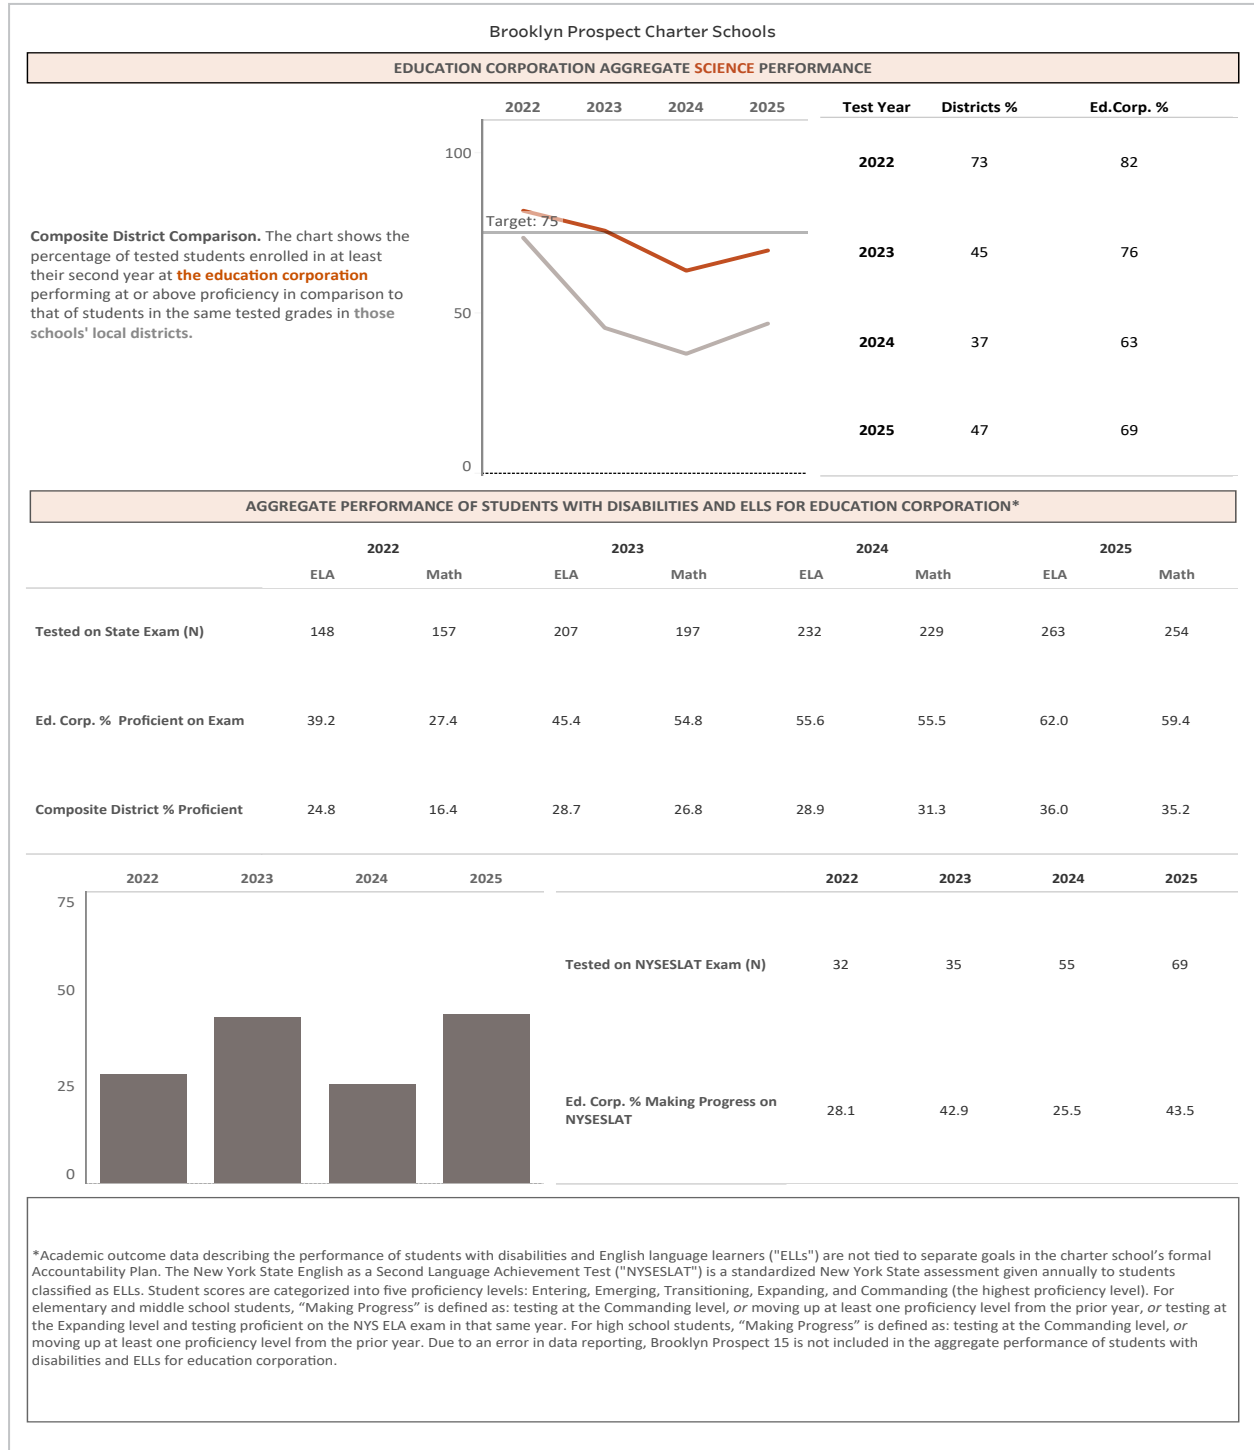 Brooklyn Prospect Charter Schools
EDUCATION CORPORATION AGGREGATE SCIENCE PERFORMANCE
Composite District Comparison. The chart shows the
percentage of tested students enrolled in at least
their second year at the education corporation
performing at or above proficiency in comparison to
that of students in the same tested grades in those
schools' local districts.
2022 2023 2024 2025
100
Target: 75
50
0
Test Year Districts % Ed.Corp. %
2022 73 82
2023 45 76
2024 37 63
2025 47 69
AGGREGATE PERFORMANCE OF STUDENTS WITH DISABILITIES AND ELLS FOR EDUCATION CORPORATION*
2022 2023 2024 2025
ELA Math ELA Math ELA Math ELA Math
Tested on State Exam (N) 148 157 207 197 232 229 263 254
Ed. Corp. % Proficient on Exam 39.2 27.4 45.4 54.8 55.6 55.5 62.0 59.4
Composite District % Proficient 24.8 16.4 28.7 26.8 28.9 31.3 36.0 35.2
2022 2023 2024 2025
75
50
25
0
2022 2023 2024 2025
Tested on NYSESLAT Exam (N) 32 35 55 69
Ed. Corp. % Making Progress on
NYSESLAT 28.1 42.9 25.5 43.5
*Academic outcome data describing the performance of students with disabilities and English language learners ("ELLs") are not tied to separate goals in the charter school's formal
Accountability Plan. The New York State English as a Second Language Achievement Test ("NYSESLAT") is a standardized New York State assessment given annually to students
classified as ELLs. Student scores are categorized into five proficiency levels: Entering, Emerging, Transitioning, Expanding, and Commanding (the highest proficiency level). For
elementary and middle school students, “Making Progress” is defined as: testing at the Commanding level, or moving up at least one proficiency level from the prior year, or testing at
the Expanding level and testing proficient on the NYS ELA exam in that same year. For high school students, “Making Progress” is defined as: testing at the Commanding level, or
moving up at least one proficiency level from the prior year. Due to an error in data reporting, Brooklyn Prospect 15 is not included in the aggregate performance of students with
disabilities and ELLs for education corporation.